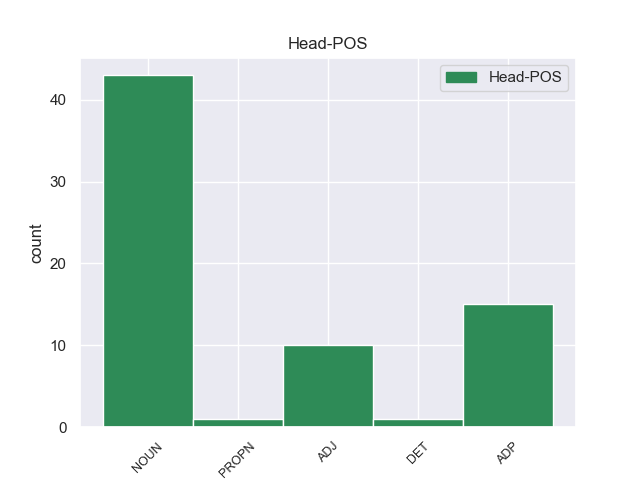 Head-POS
Head-POS
count
40
30
20
10
0
NOUN
PROPN
ADJ
DET
ADP